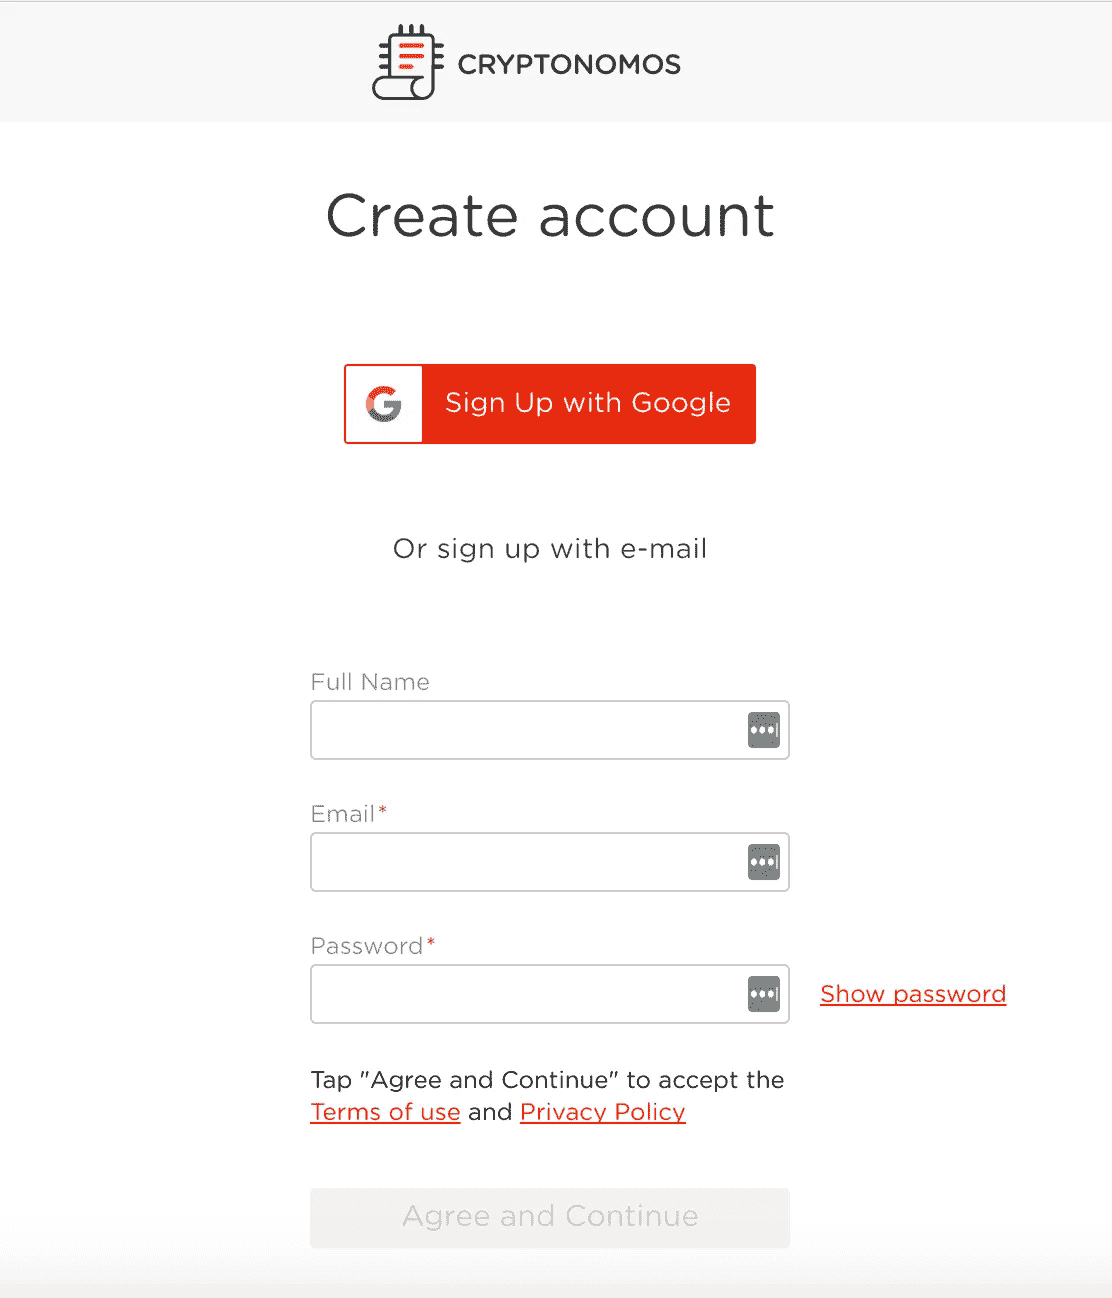 CRYPTONOMOS
Create account
G Sign Up with Google
Or sign up with e-mail
Full Name
Email*
Password*
Show password
Tap "Agree and Continue" to accept the
Terms of use and Privacy Policy
Agree and Continue